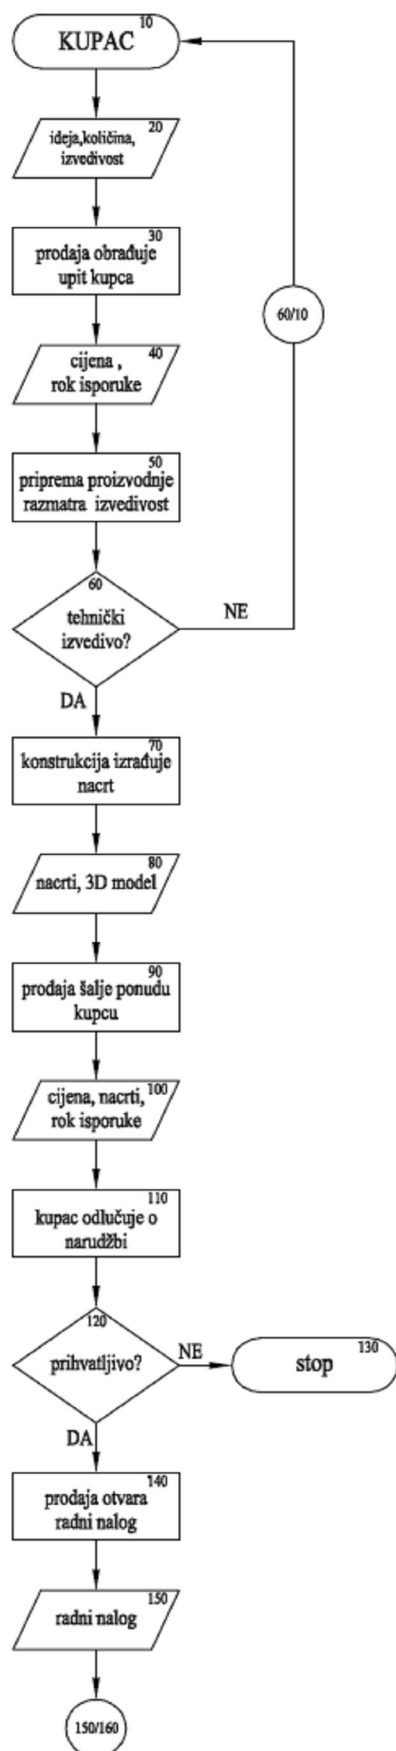 10
KUPAC
20
ideja,količina,
izvedivost
30
prodaja obrađuje
upit kupca
60/10
40
cijena ,
rok isporuke
50
priprema proizvodnje
razmatra izvedivost
60
tehnički
izvedivo?
NE
DA
70
konstrukcija izrađuje
nacrt
80
nacrti, 3D model
90
prodaja šalje ponudu
kupcu
100
cijena, nacrti,
rok isporuke
110
kupac odlučuje o
narudžbi
120
prihvatljivo?
NE
130
stop
DA
140
prodaja otvara
radni nalog
150
radni nalog
150/160